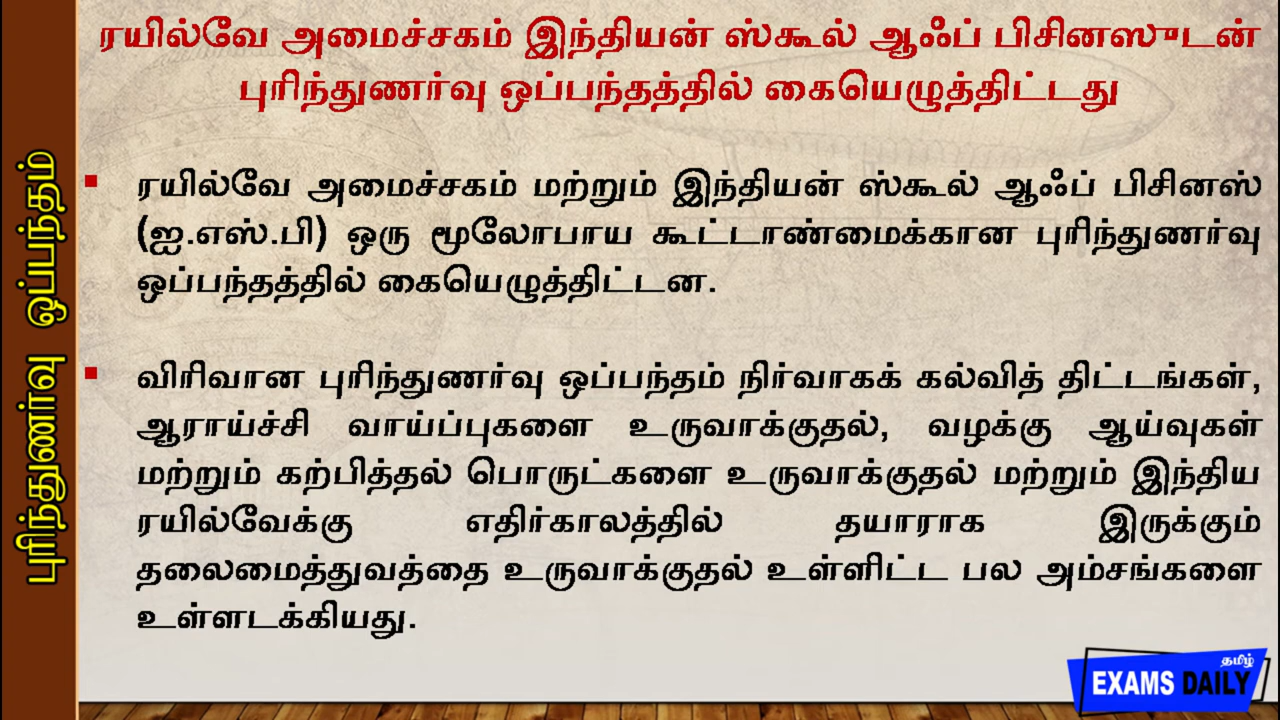 ரயில்வே அமைச்சகம் இந்தியன் ஸ்கூல் ஆஃப் பிசினஸுடன்
புரிந்துணர்வு ஒப்பந்தத்தில் கையெழுத்திட்டது
புரிந்துணர்வு ஒப்பந்தம்
▪ ரயில்வே அமைச்சகம் மற்றும் இந்தியன் ஸ்கூல் ஆஃப் பிசினஸ்
(ஐ.எஸ்.பி) ஒரு மூலோபாய கூட்டாண்மைக்கான புரிந்துணர்வு
ஒப்பந்தத்தில் கையெழுத்திட்டன.
▪ விரிவான புரிந்துணர்வு ஒப்பந்தம் நிர்வாகக் கல்வித் திட்டங்கள்,
ஆராய்ச்சி வாய்ப்புகளை உருவாக்குதல், வழக்கு ஆய்வுகள்
மற்றும் கற்பித்தல் பொருட்களை உருவாக்குதல் மற்றும் இந்திய
ரயில்வேக்கு எதிர்காலத்தில் தயாராக இருக்கும்
தலைமைத்துவத்தை உருவாக்குதல் உள்ளிட்ட பல அம்சங்களை
உள்ளடக்கியது.
தமிழ்
EXAMS DAILY